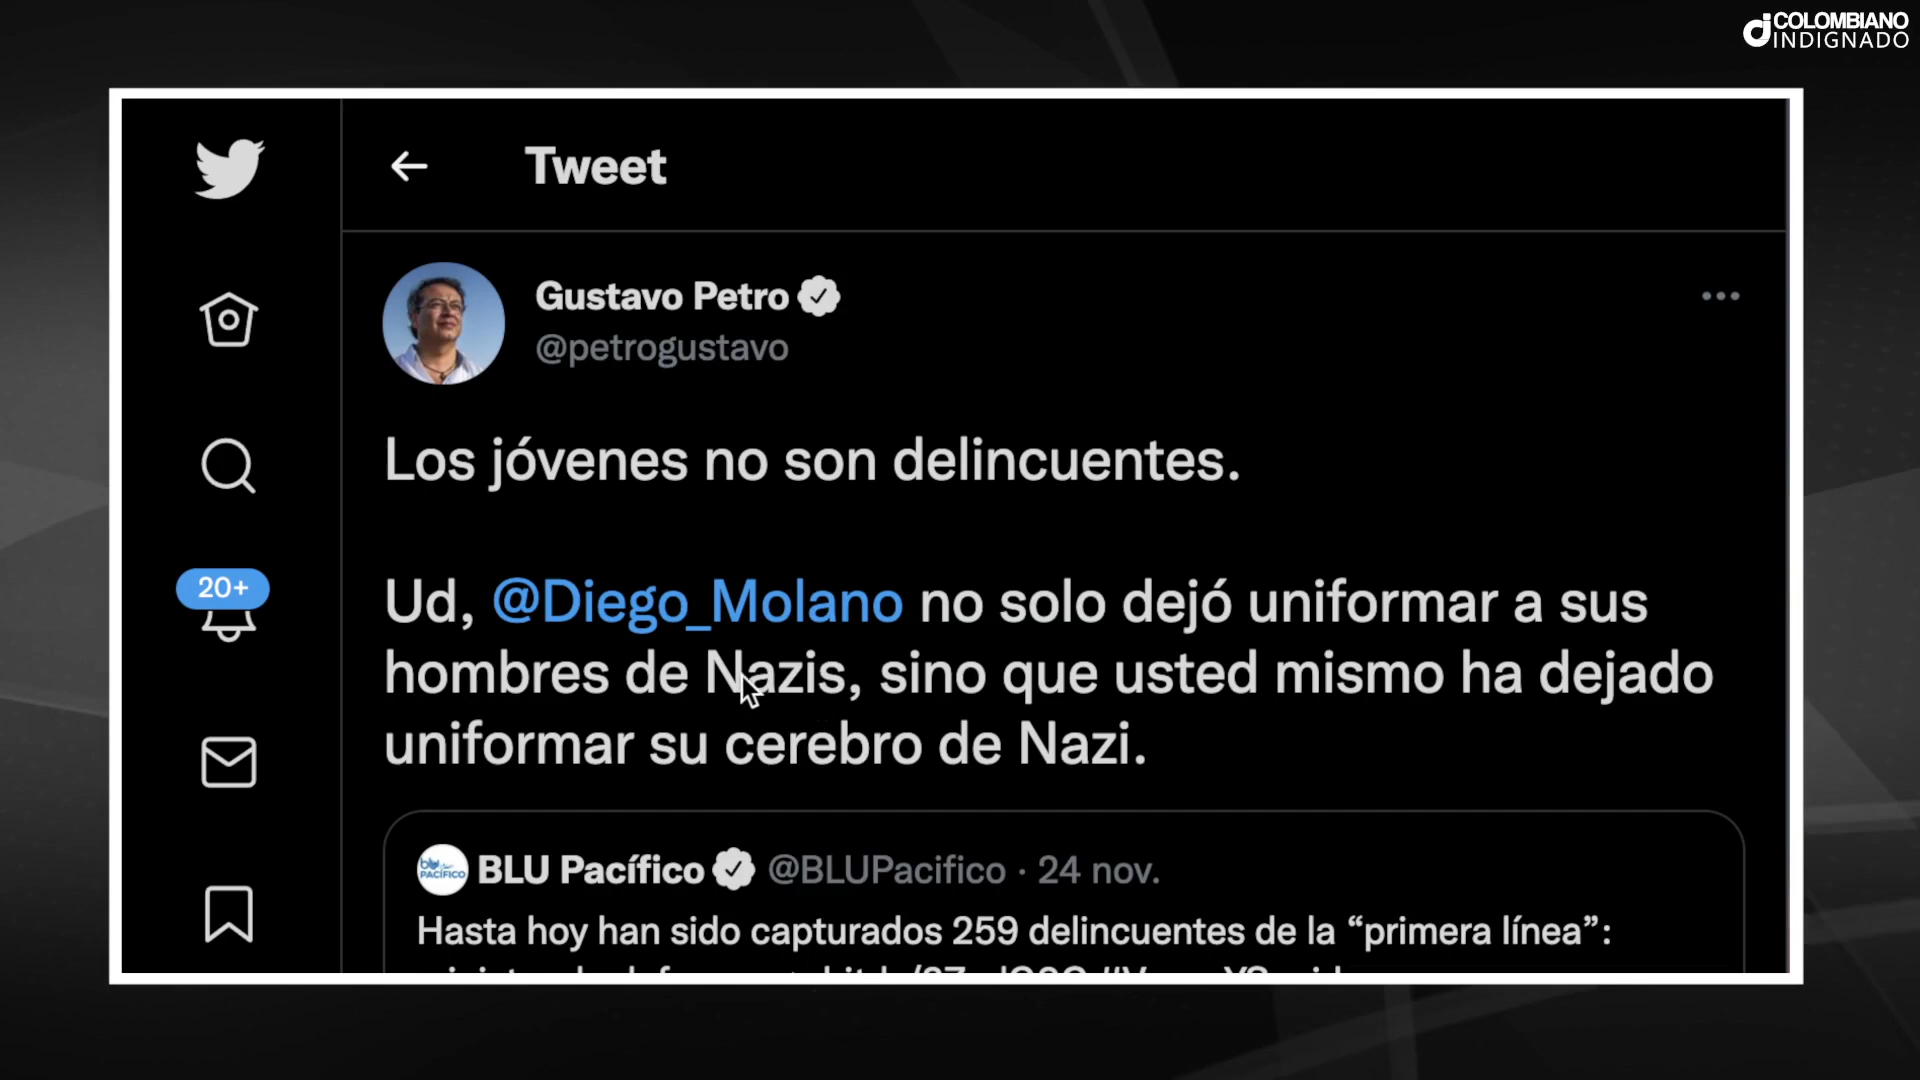 COLOMBIANO
INDIGNADO
Tweet
Gustavo Petro
@petrogustavo
Los jóvenes no son delincuentes.
20+
Ud, @Diego_Molano no solo dejó uniformar a sus
hombres de Nazis, sino que usted mismo ha dejado
uniformar su cerebro de Nazi.
blu PACÍFICO
BLU Pacífico @BLUPacifico · 24 nov.
Hasta hoy han sido capturados 259 delincuentes de la “primera línea”: